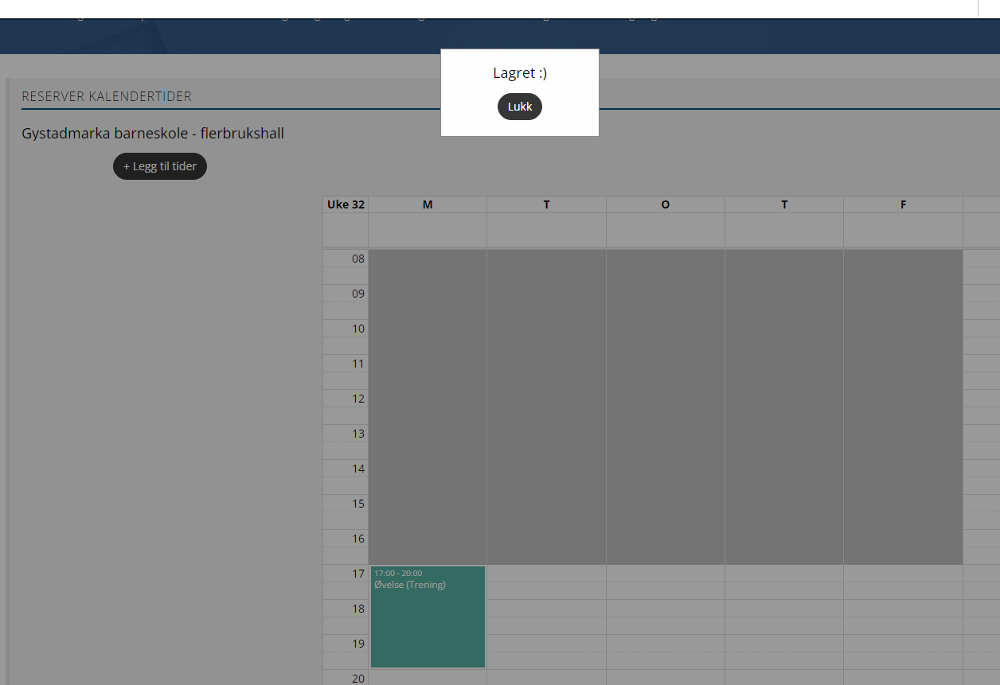 Lagret :)
Lukk
RESERVER KALENDERTIDER
Gystadmarka barneskole - flerbrukshall
+ Legg til tider
Uke 32 M T O T F
08
09
10
11
12
13
14
15
16
17
17:00 - 20:00
Øvelse (Trening)
18
19
20